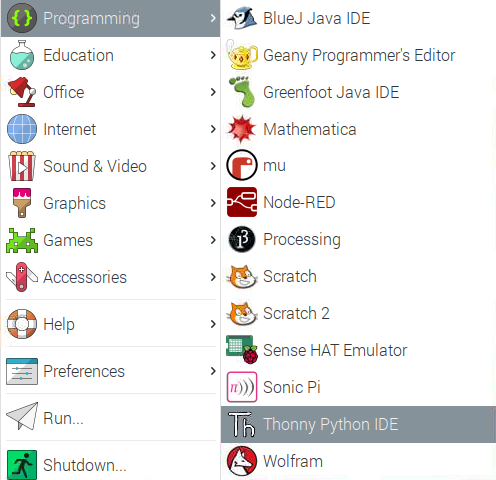 Programming
Education
Office
Internet
Sound & Video
Graphics
Games
Accessories
Help
Preferences
Run...
Shutdown...
BlueJ Java IDE
Geany Programmer's Editor
Greenfoot Java IDE
Mathematica
mu
Node-RED
Processing
Scratch
Scratch 2
Sense HAT Emulator
Sonic Pi
Th Thonny Python IDE
Wolfram